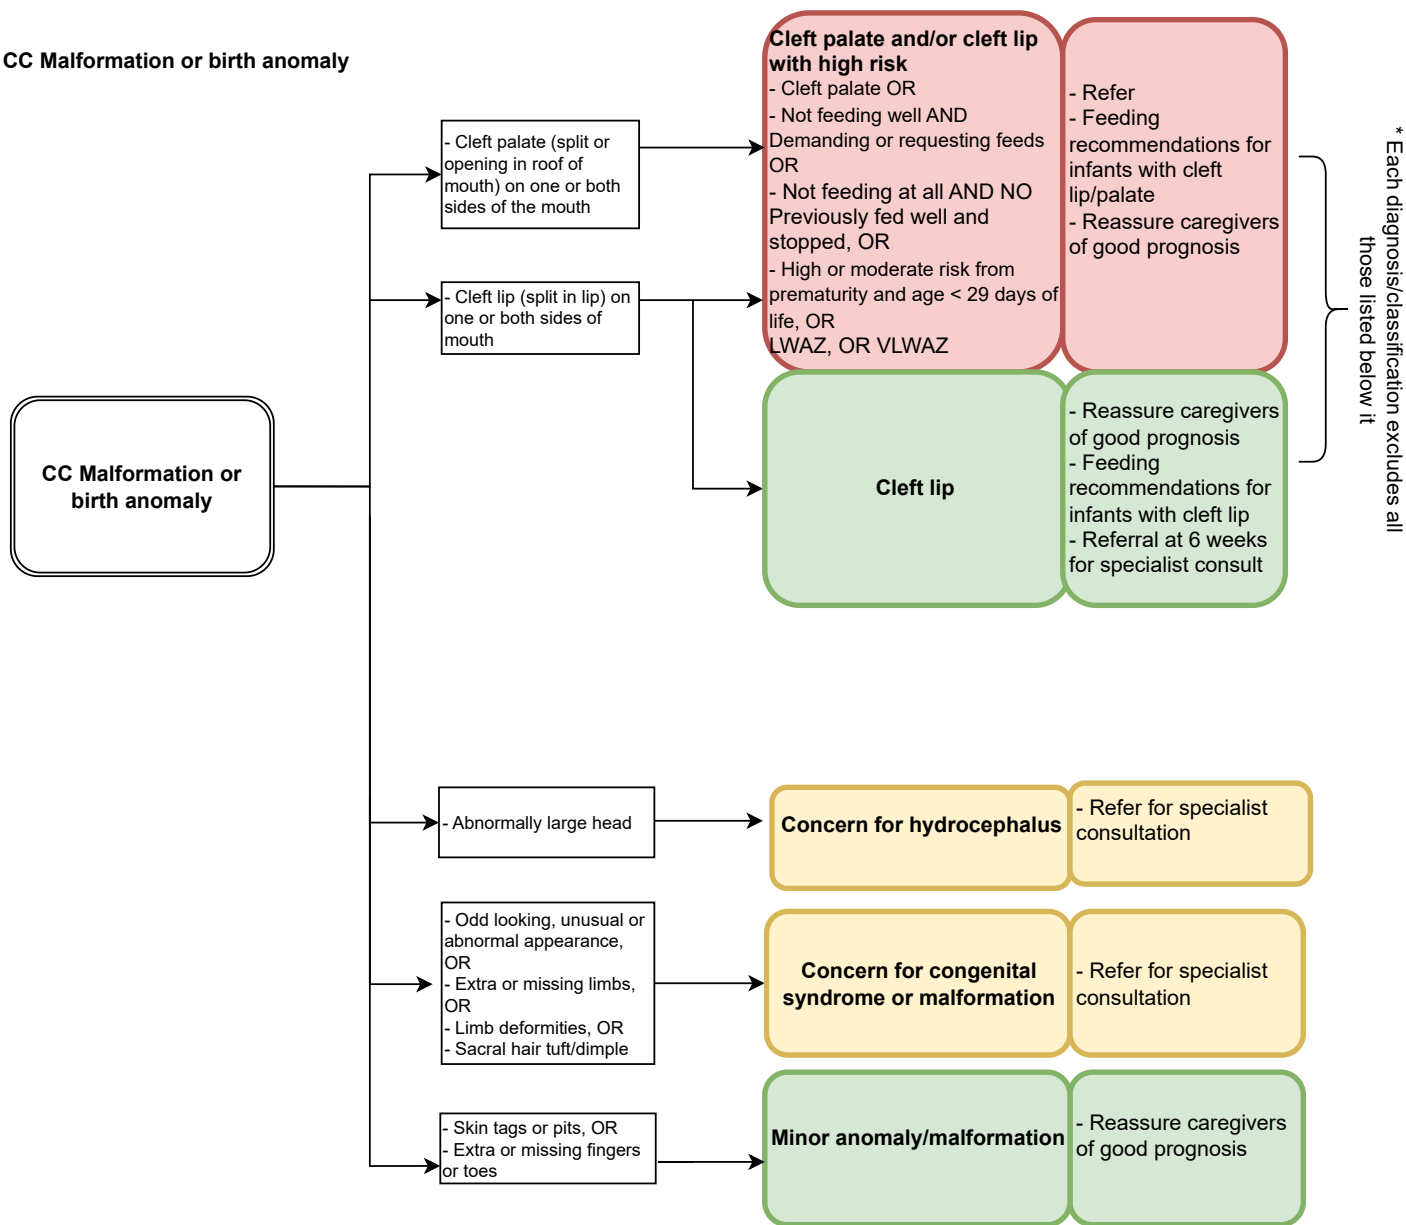 CC Malformation or birth anomaly
CC Malformation or
birth anomaly
- Cleft palate (split or
opening in roof of
mouth) on one or both
sides of the mouth
- Cleft lip (split in lip) on
one or both sides of
mouth
Cleft palate and/or cleft lip
with high risk
- Cleft palate OR
- Not feeding well AND
Demanding or requesting feeds
OR
- Not feeding at all AND NO
Previously fed well and
stopped, OR
- High or moderate risk from
prematurity and age < 29 days of
life, OR
LWAZ, OR VLWAZ
- Refer
- Feeding
recommendations for
infants with cleft
lip/palate
- Reassure caregivers
of good prognosis
Cleft lip
- Reassure caregivers
of good prognosis
- Feeding
recommendations for
infants with cleft lip
- Referral at 6 weeks
for specialist consult
* Each diagnosis/classification excludes all
those listed below it
- Abnormally large head
Concern for hydrocephalus
- Refer for specialist
consultation
- Odd looking, unusual or
abnormal appearance,
OR
- Extra or missing limbs,
OR
- Limb deformities, OR
- Sacral hair tuft/dimple
Concern for congenital
syndrome or malformation
- Refer for specialist
consultation
- Skin tags or pits, OR
- Extra or missing fingers
or toes
Minor anomaly/malformation
- Reassure caregivers
of good prognosis